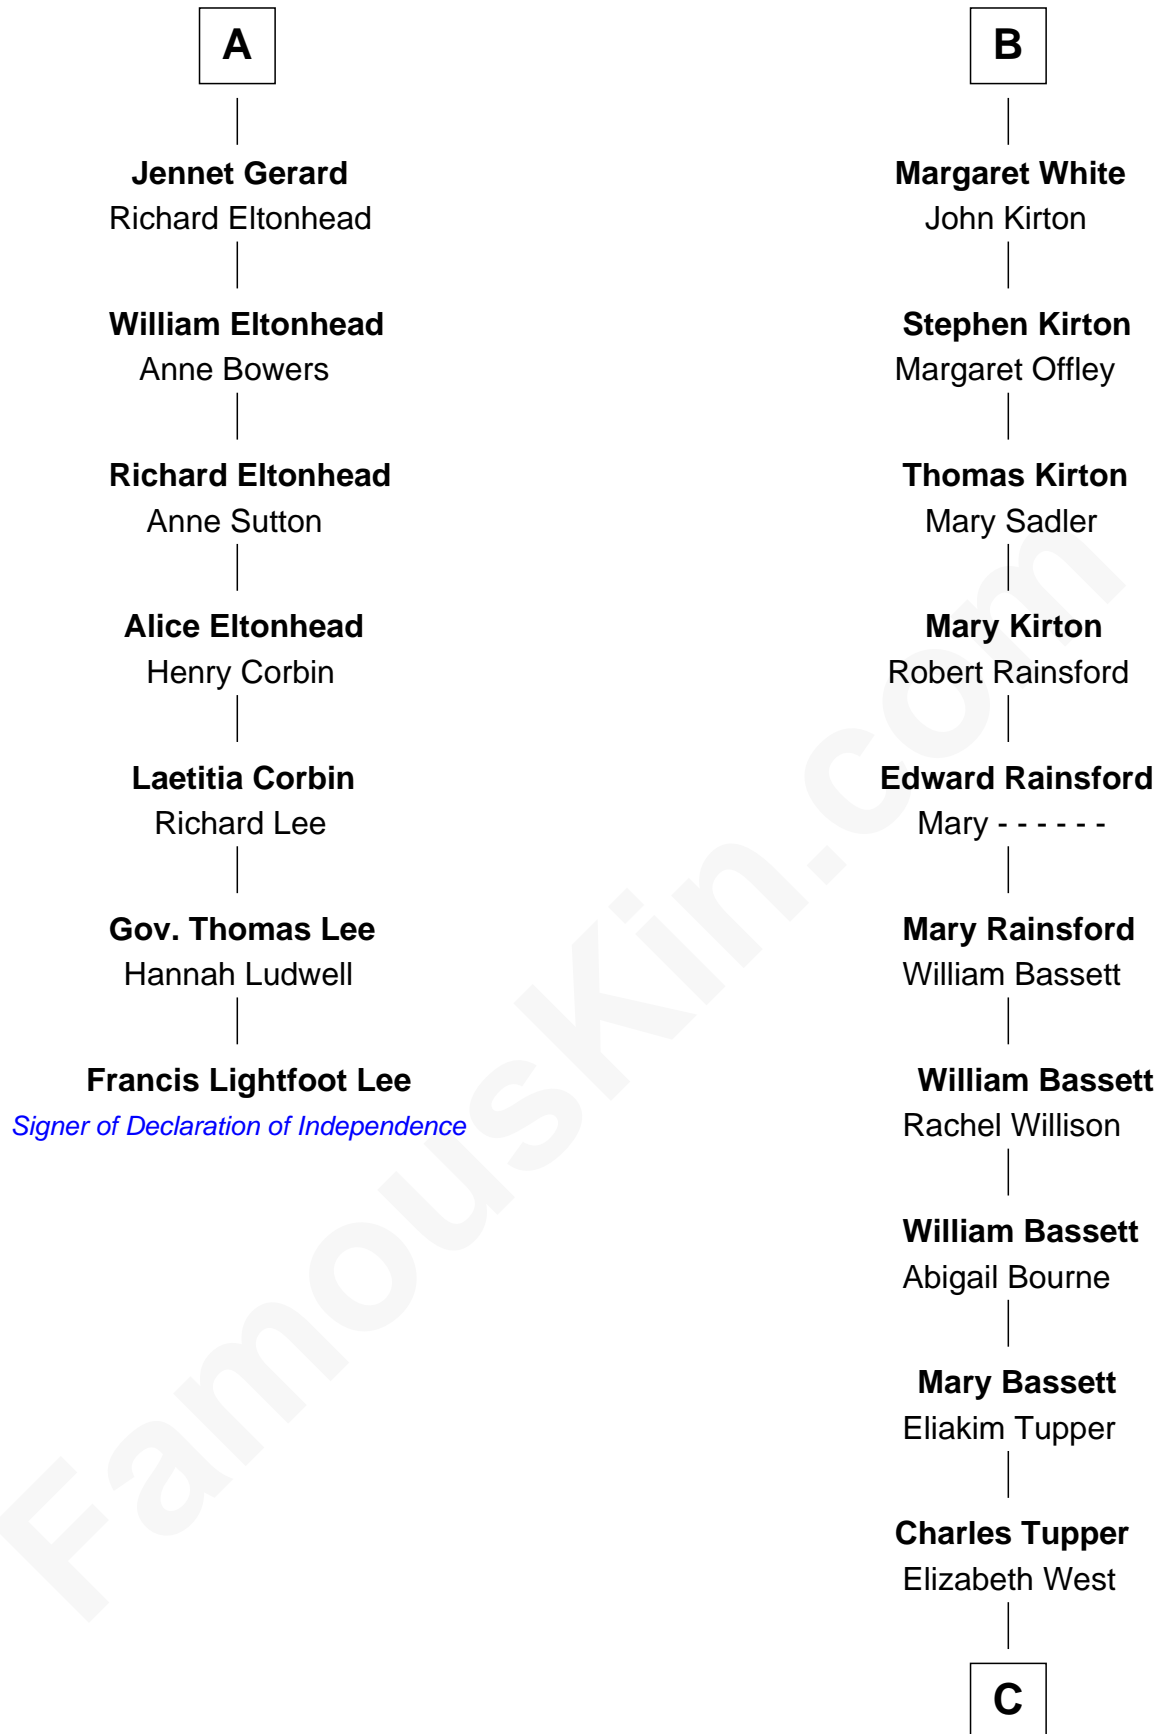 A
Jennet Gerard
Richard Eltonhead
William Eltonhead
Anne Bowers
Richard Eltonhead
Anne Sutton
Alice Eltonhead
Henry Corbin
Laetitia Corbin
Richard Lee
Gov. Thomas Lee
Hannah Ludwell
Francis Lightfoot Lee
Signer of Declaration of Independence
B
Margaret White
John Kirton
Stephen Kirton
Margaret Offley
Thomas Kirton
Mary Sadler
Mary Kirton
Robert Rainsford
Edward Rainsford
Mary - - - - - -
Mary Rainsford
William Bassett
William Bassett
Rachel Willison
William Bassett
Abigail Bourne
Mary Bassett
Eliakim Tupper
Charles Tupper
Elizabeth West
C
FamousKin.com